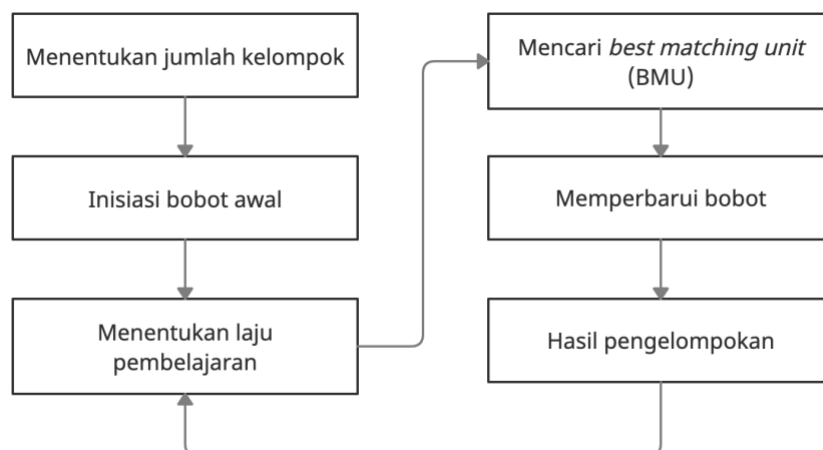 Menentukan jumlah kelompok
Inisiasi bobot awal
Menentukan laju
pembelajaran
Mencari best matching unit
(BMU)
Memperbarui bobot
Hasil pengelompokan